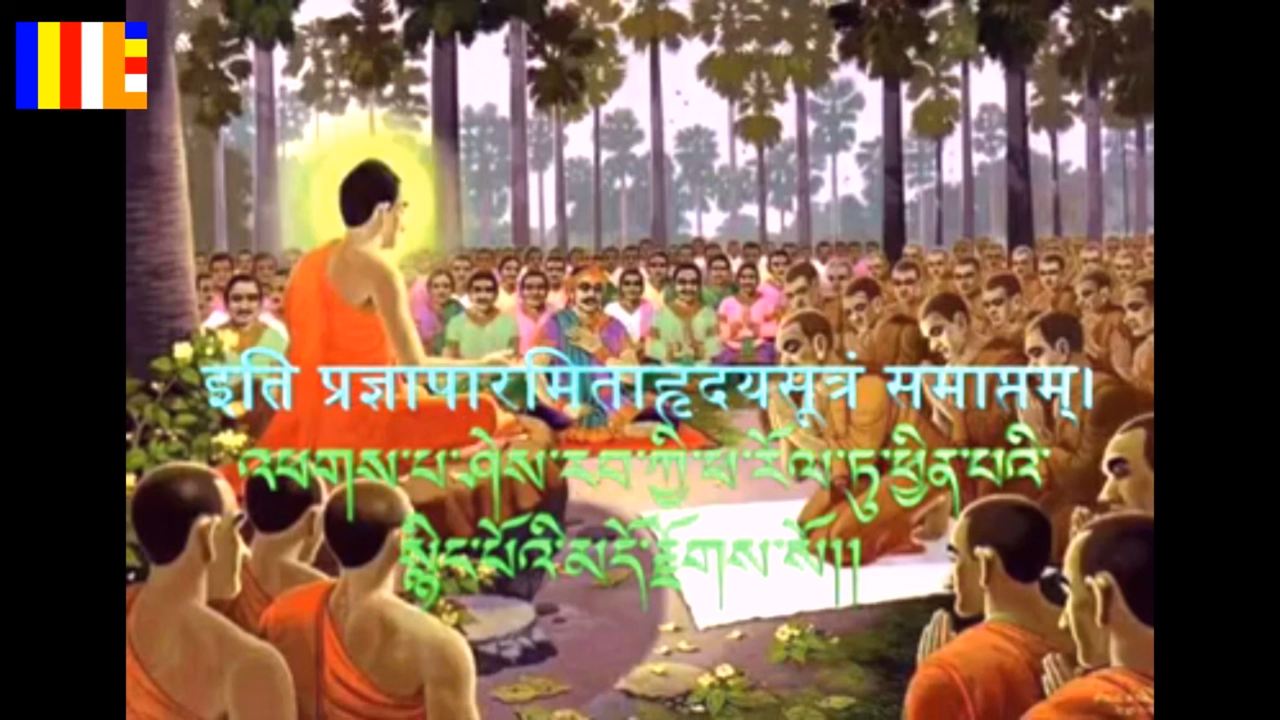 इति प्रज्ञापारमिताहृदयसूत्रं समाप्तम्।
འཕགས་པ་ཤེས་རབ་ཀྱི་ཕ་རོལ་ཏུ་ཕྱིན་པའི་
སྙིང་པོའི་མདོ་རྫོགས་སོ།།